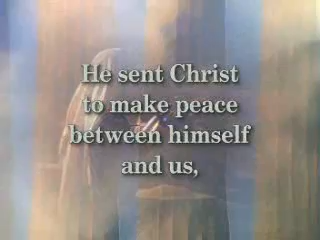 He sent Christ
to make peace
between himself
and us,